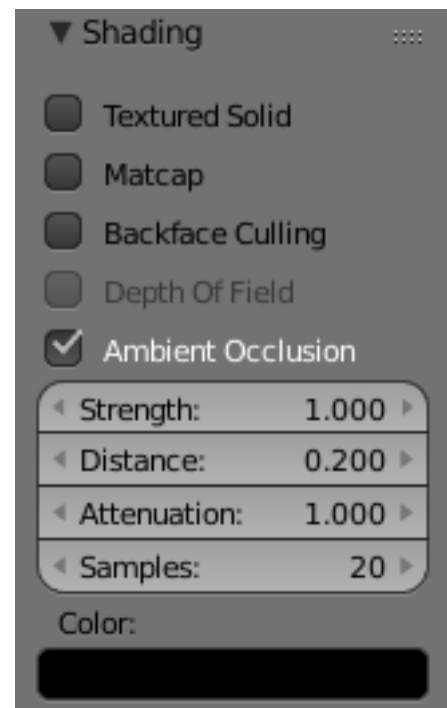 Shading
Textured Solid
Matcap
Backface Culling
Depth Of Field
Ambient Occlusion
Strength: 1.000
Distance: 0.200
Attenuation: 1.000
Samples: 20
Color: